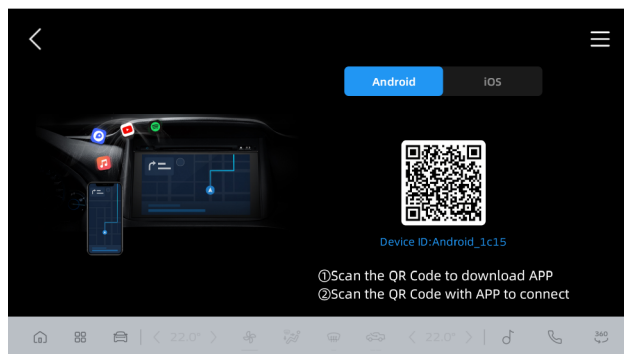 Android
iOS
Device ID:Android_1c15
①Scan the QR Code to download APP
②Scan the QR Code with APP to connect
22.0°
22.0°
360